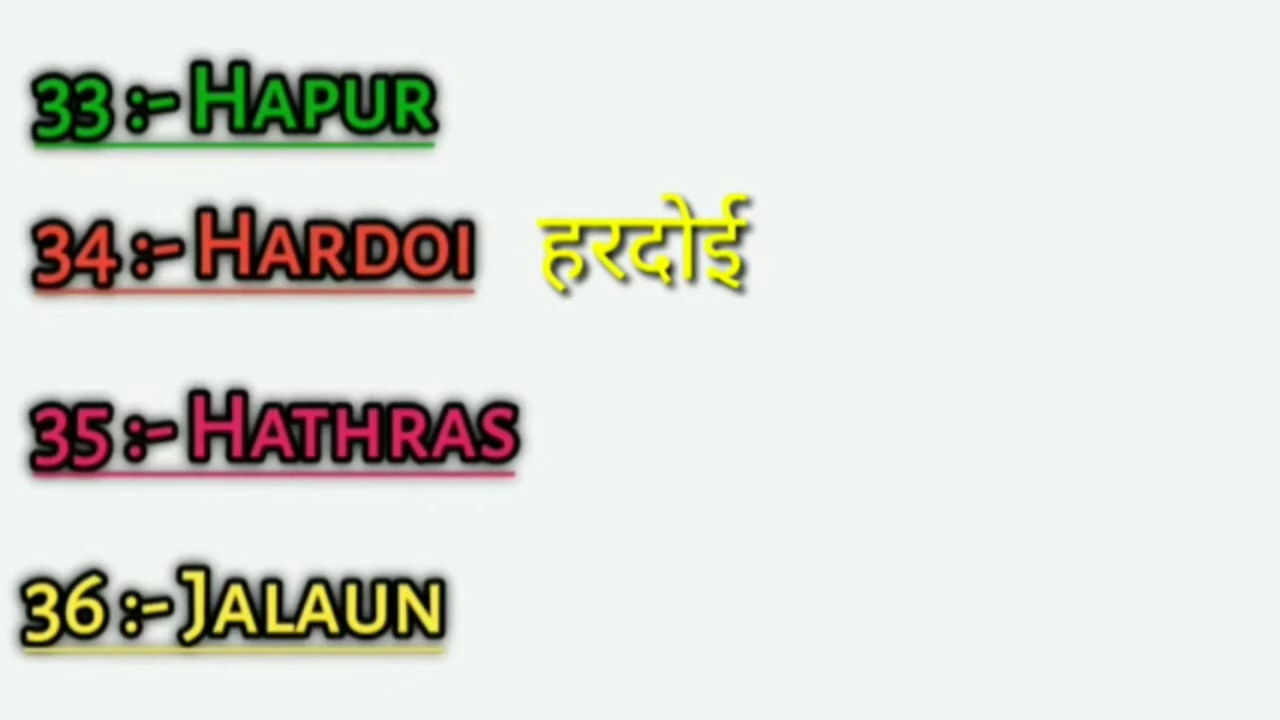 33 :- Hapur
34 :- Hardoi हरदोई
35 :- Hathras
36 :- Jalaun